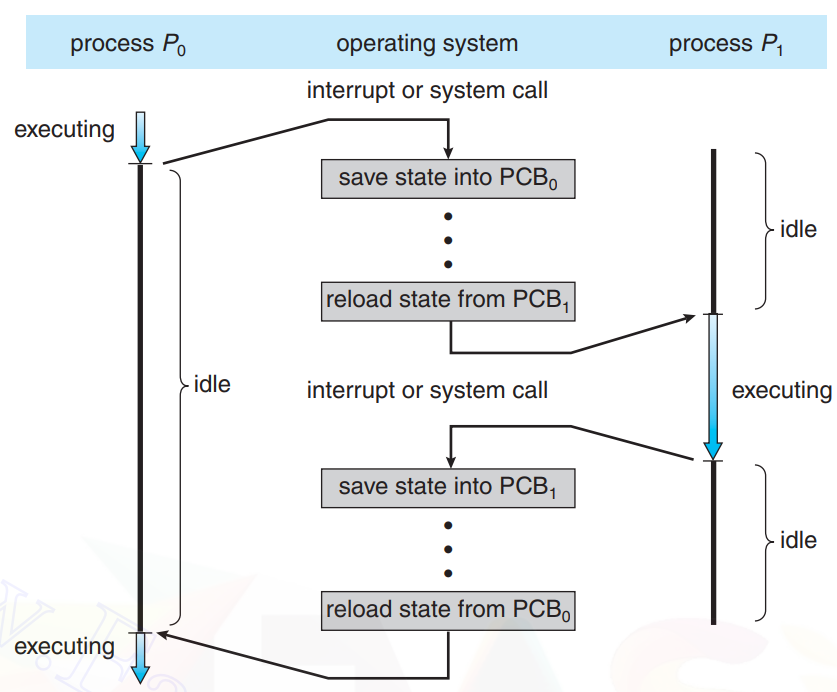 process P₀ operating system process P₁
interrupt or system call
executing
save state into PCB₀
idle
reload state from PCB₁
idle
interrupt or system call
executing
save state into PCB₁
idle
reload state from PCB₀
executing